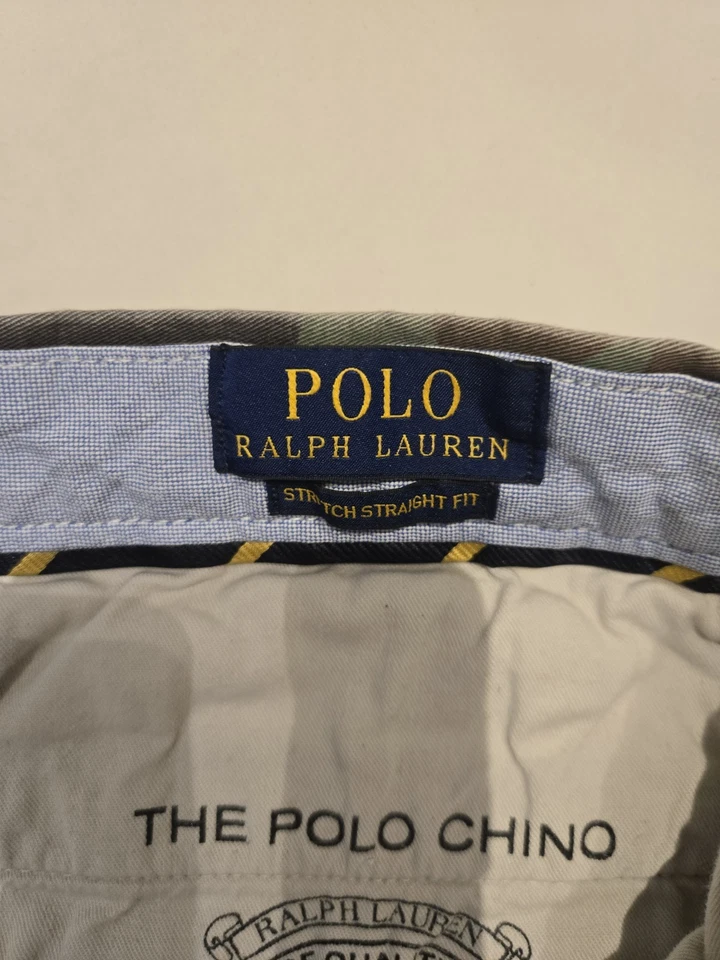 POLO
RALPH LAUREN
STRETCH STRAIGHT FIT
THE POLO CHINO
RALPH LAUREN